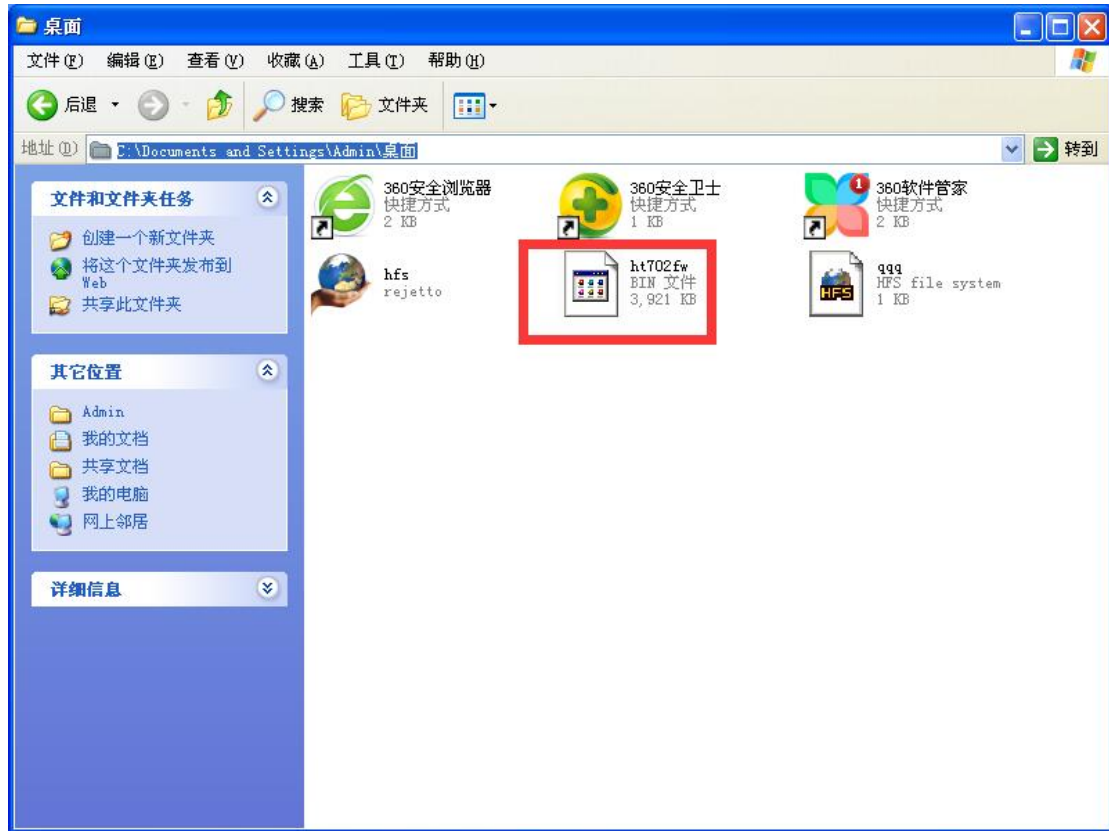 桌面
文件(F) 编辑(E) 查看(V) 收藏(A) 工具(T) 帮助(H)
后退 搜索 文件夹
地址(D) C:\Documents and Settings\Admin\桌面 转到
文件和文件夹任务
创建一个新文件夹
将这个文件夹发布到
Web
共享此文件夹
其它位置
Admin
我的文档
共享文档
我的电脑
网上邻居
详细信息
360安全浏览器
快捷方式
2 KB
360安全卫士
快捷方式
1 KB
1
360软件管家
快捷方式
2 KB
hfs
rejetto
ht702fw
BIN 文件
3,921 KB
HFS
qqq
HFS file system
1 KB